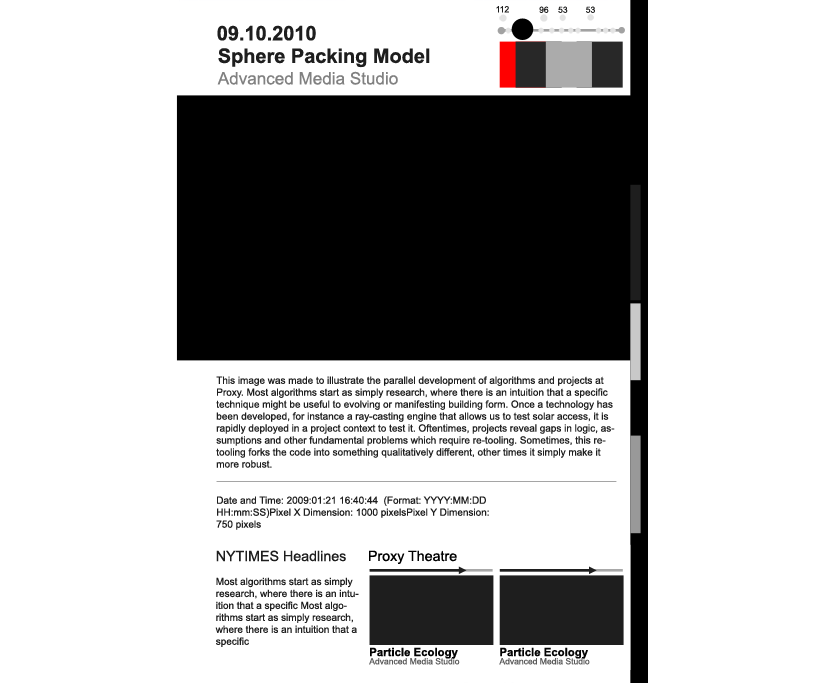 112 96 53 53
09.10.2010
Sphere Packing Model
Advanced Media Studio
This image was made to illustrate the parallel development of algorithms and projects at
Proxy. Most algorithms start as simply research, where there is an intuition that a specific
technique might be useful to evolving or manifesting building form. Once a technology has
been developed, for instance a ray-casting engine that allows us to test solar access, it is
rapidly deployed in a project context to test it. Oftentimes, projects reveal gaps in logic, as-
sumptions and other fundamental problems which require re-tooling. Sometimes, this re-
tooling forks the code into something qualitatively different, other times it simply make it
more robust.
Date and Time: 2009:01:21 16:40:44 (Format: YYYY:MM:DD
HH:mm:SS)Pixel X Dimension: 1000 pixelsPixel Y Dimension:
750 pixels
NYTIMES Headlines
Most algorithms start as simply
research, where there is an intu-
ition that a specific Most algo-
rithms start as simply research,
where there is an intuition that a
specific
Proxy Theatre
Particle Ecology
Advanced Media Studio
Particle Ecology
Advanced Media Studio